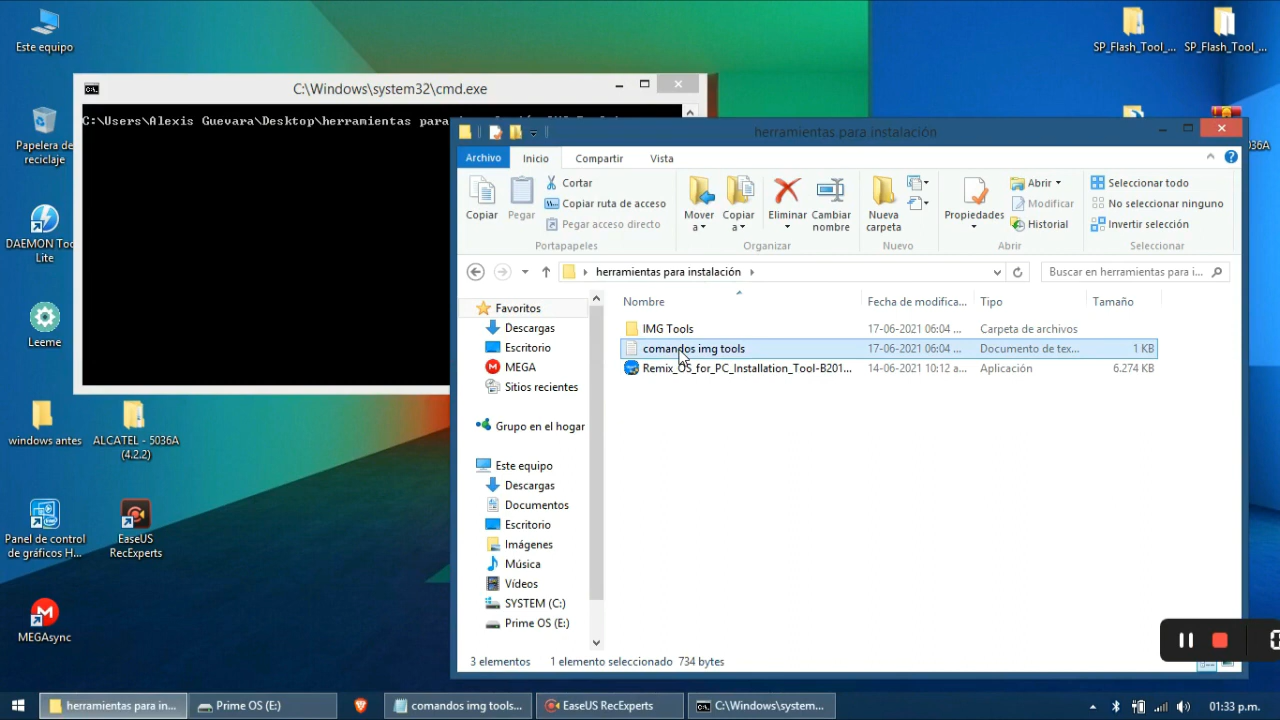 Este equipo
SP_Flash_Tool_...
SP_Flash_Tool_...
C:\Windows\system32\cmd.exe
C:\Users\Alexis Guevara\Desktop\herramientas para
Papelera de
reciclaje
DAEMON Too
Lite
Leeme
windows antes
ALCATEL - 5036A
(4.2.2)
Panel de control
de gráficos H...
EaseUS
RecExperts
MEGAsync
036A
herramientas para instalación
Archivo
Inicio
Compartir
Vista
Copiar
Pegar
Cortar
Copiar ruta de acceso
Pegar acceso directo
Portapapeles
Mover
a
Copiar
a
Eliminar
Cambiar
nombre
Organizar
Nueva
carpeta
Nuevo
Propiedades
Abrir
Modificar
Historial
Abrir
Seleccionar todo
No seleccionar ninguno
Invertir selección
Seleccionar
herramientas para instalación
Buscar en herramientas para i...
Nombre
Fecha de modifica...
Tipo
Tamaño
IMG Tools
17-06-2021 06:04 ...
Carpeta de archivos
comandos img tools
17-06-2021 06:04 ...
Documento de tex...
1 KB
Remix_OS_for_PC_Installation_Tool-B201...
14-06-2021 10:12 a...
Aplicación
6.274 KB
Favoritos
Descargas
Escritorio
MEGA
Sitios recientes
Grupo en el hogar
Este equipo
Descargas
Documentos
Escritorio
Imágenes
Música
Vídeos
SYSTEM (C:)
Prime OS (E:)
3 elementos
1 elemento seleccionado 734 bytes
herramientas para in...
Prime OS (E:)
comandos img tools...
EaseUS RecExperts
C:\Windows\system...
01:33 p.m.